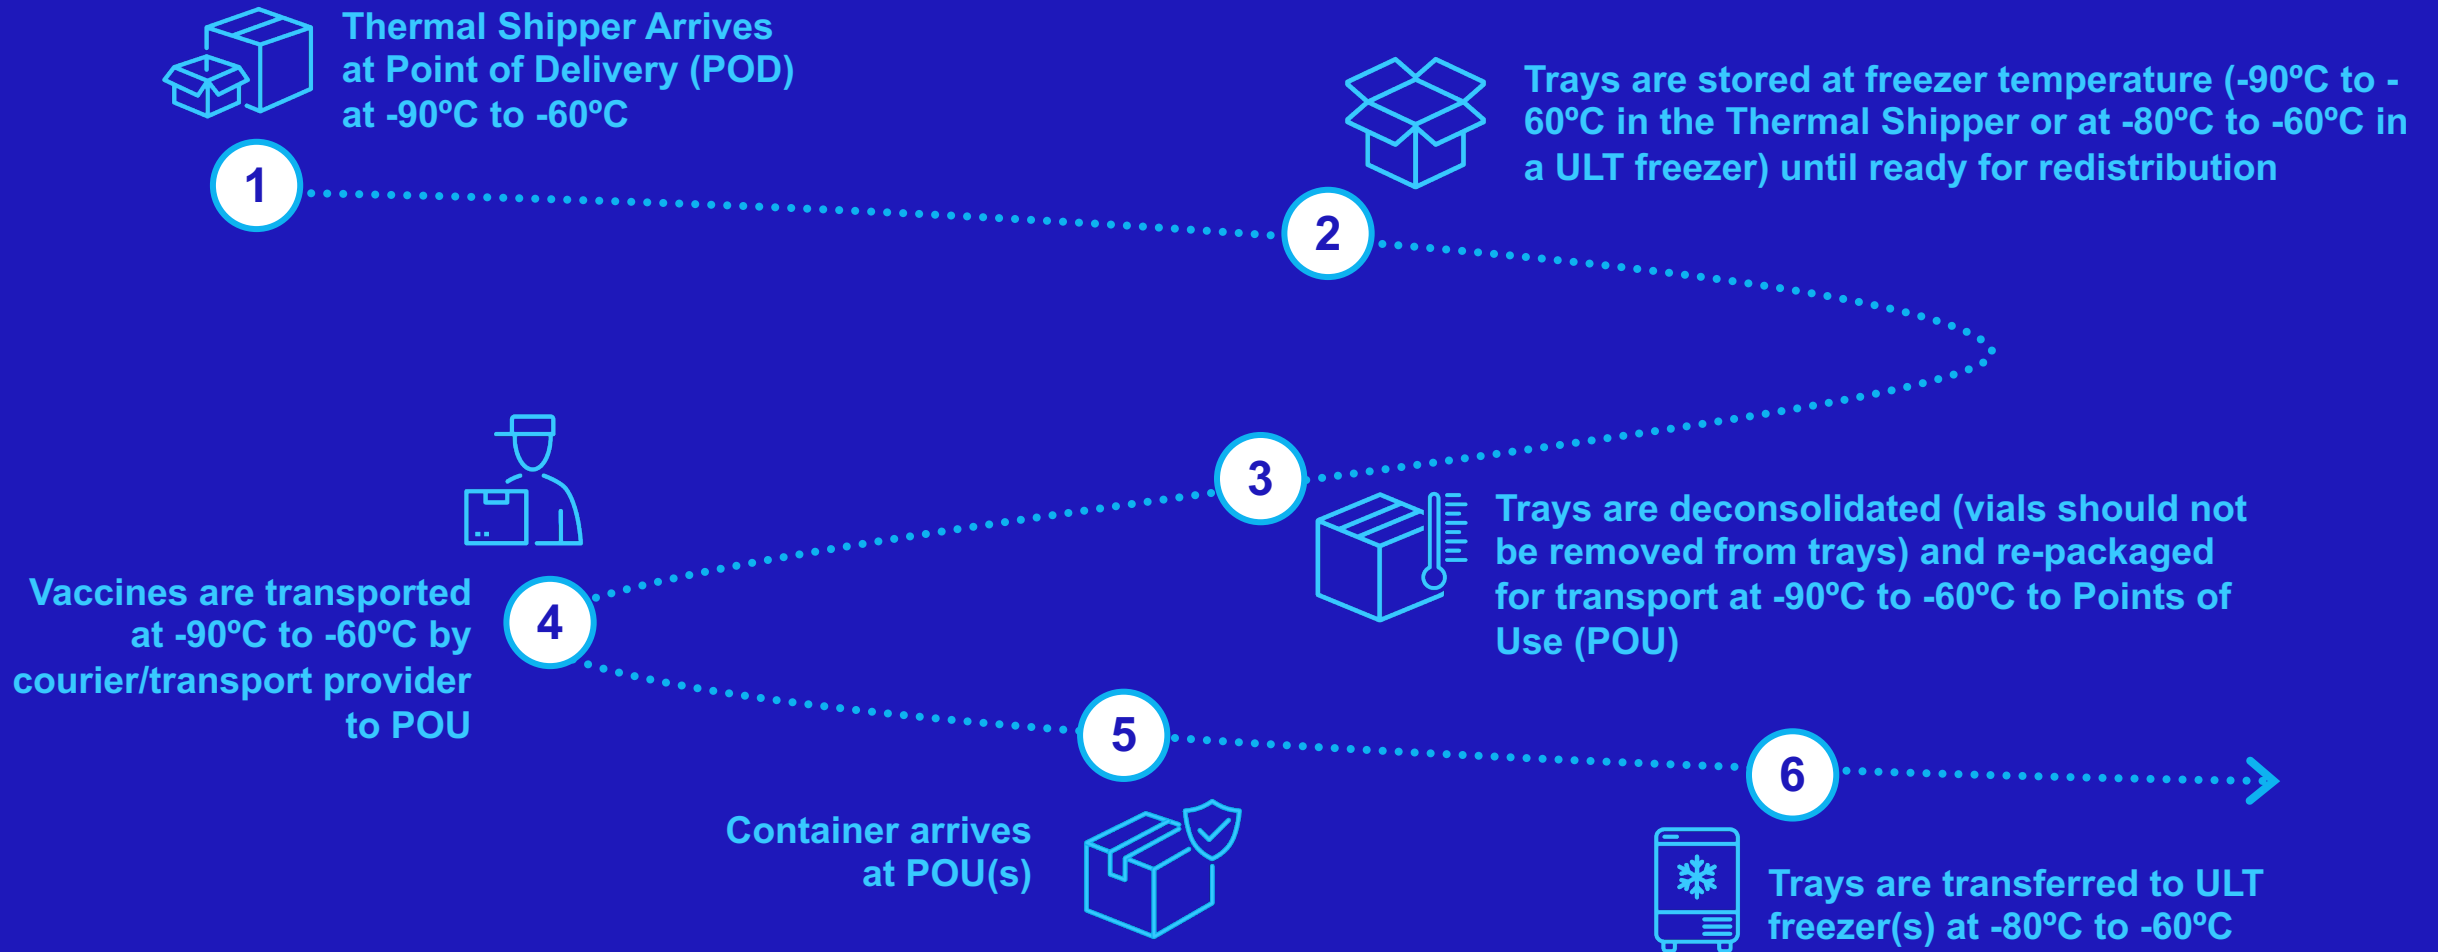 Thermal Shipper Arrives
at Point of Delivery (POD)
at -90ºC to -60ºC
1
Trays are stored at freezer temperature (-90ºC to -
60ºC in the Thermal Shipper or at -80ºC to -60ºC in
a ULT freezer) until ready for redistribution
2
3
Trays are deconsolidated (vials should not
be removed from trays) and re-packaged
for transport at -90ºC to -60ºC to Points of
Use (POU)
4
Vaccines are transported
at -90ºC to -60ºC by
courier/transport provider
to POU
5
Container arrives
at POU(s)
6
Trays are transferred to ULT
freezer(s) at -80ºC to -60ºC